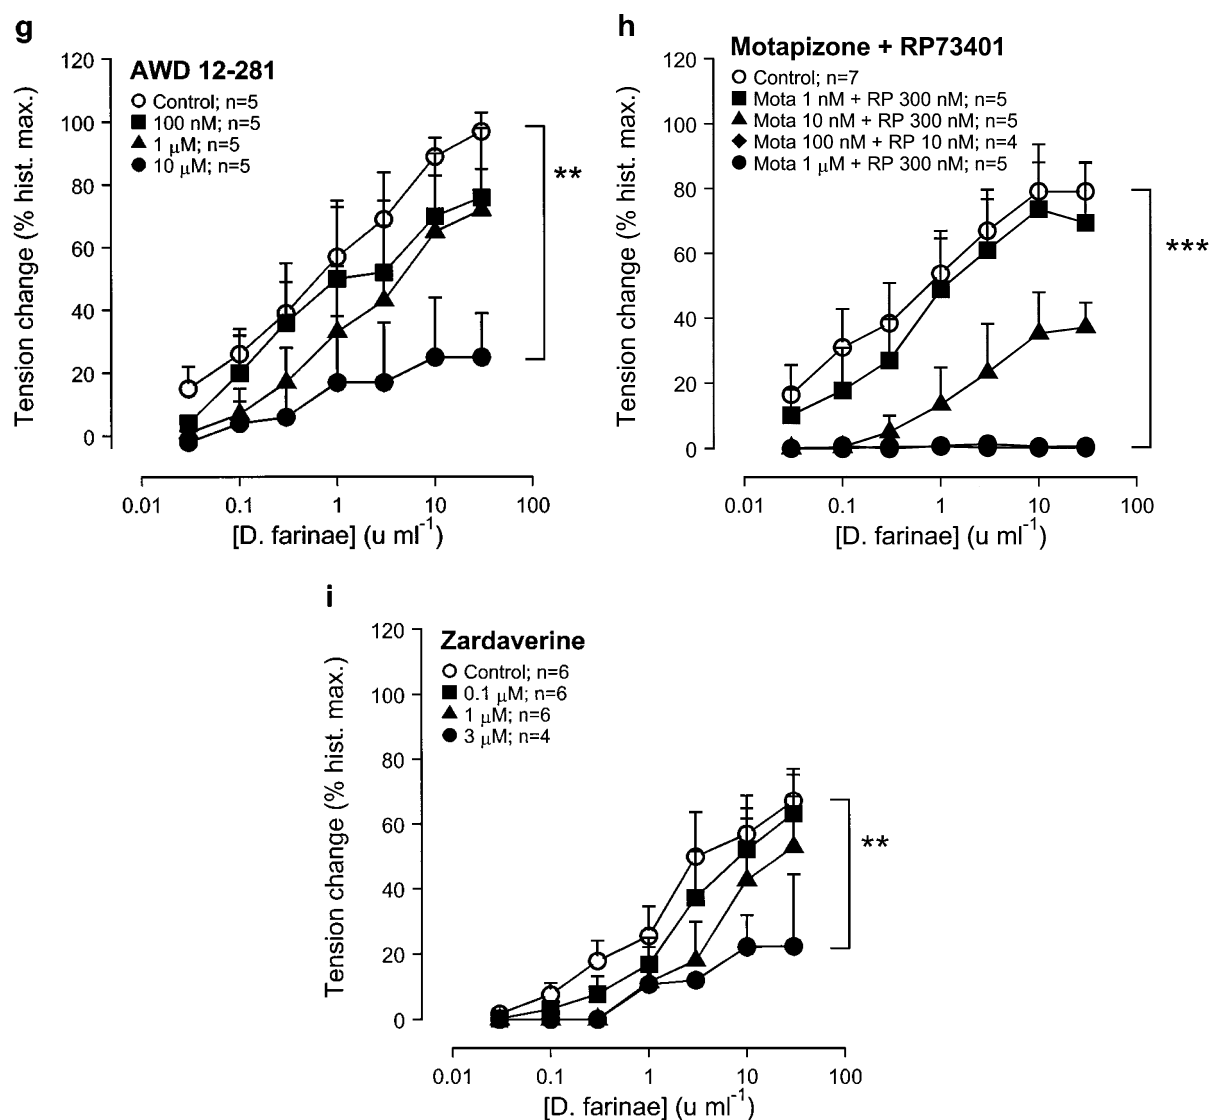 g
AWD 12-281
Control; n=5
100 nM; n=5
1 μM; n=5
10 μM; n=5
Tension change (% hist. max.)
120
100
80
60
40
20
0
**
0.01 0.1 1 10 100
[D. farinae] (u ml⁻¹)
h
Motapizone + RP73401
Control; n=7
Mota 1 nM + RP 300 nM; n=5
Mota 10 nM + RP 300 nM; n=5
Mota 100 nM + RP 10 nM; n=4
Mota 1 μM + RP 300 nM; n=5
Tension change (% hist. max.)
120
100
80
60
40
20
0
***
0.01 0.1 1 10 100
[D. farinae] (u ml⁻¹)
i
Zardaverine
Control; n=6
0.1 μM; n=6
1 μM; n=6
3 μM; n=4
Tension change (% hist. max.)
120
100
80
60
40
20
0
**
0.01 0.1 1 10 100
[D. farinae] (u ml⁻¹)